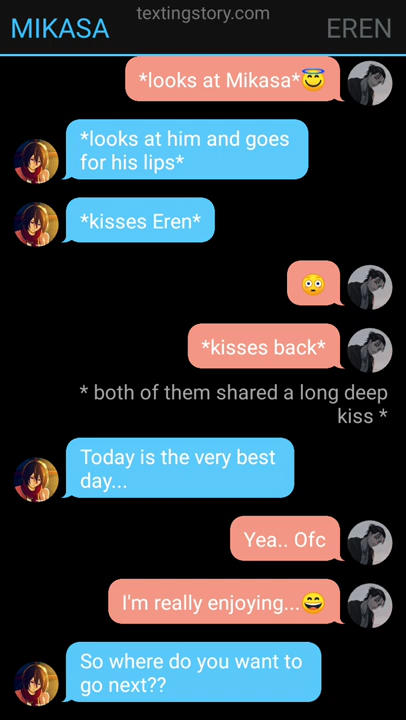 textingstory.com
MIKASA
EREN
*looks at Mikasa*😇
*looks at him and goes
for his lips*
*kisses Eren*
😳
*kisses back*
* both of them shared a long deep
kiss *
Today is the very best
day...
Yea.. Ofc
I'm really enjoying...😄
So where do you want to
go next??